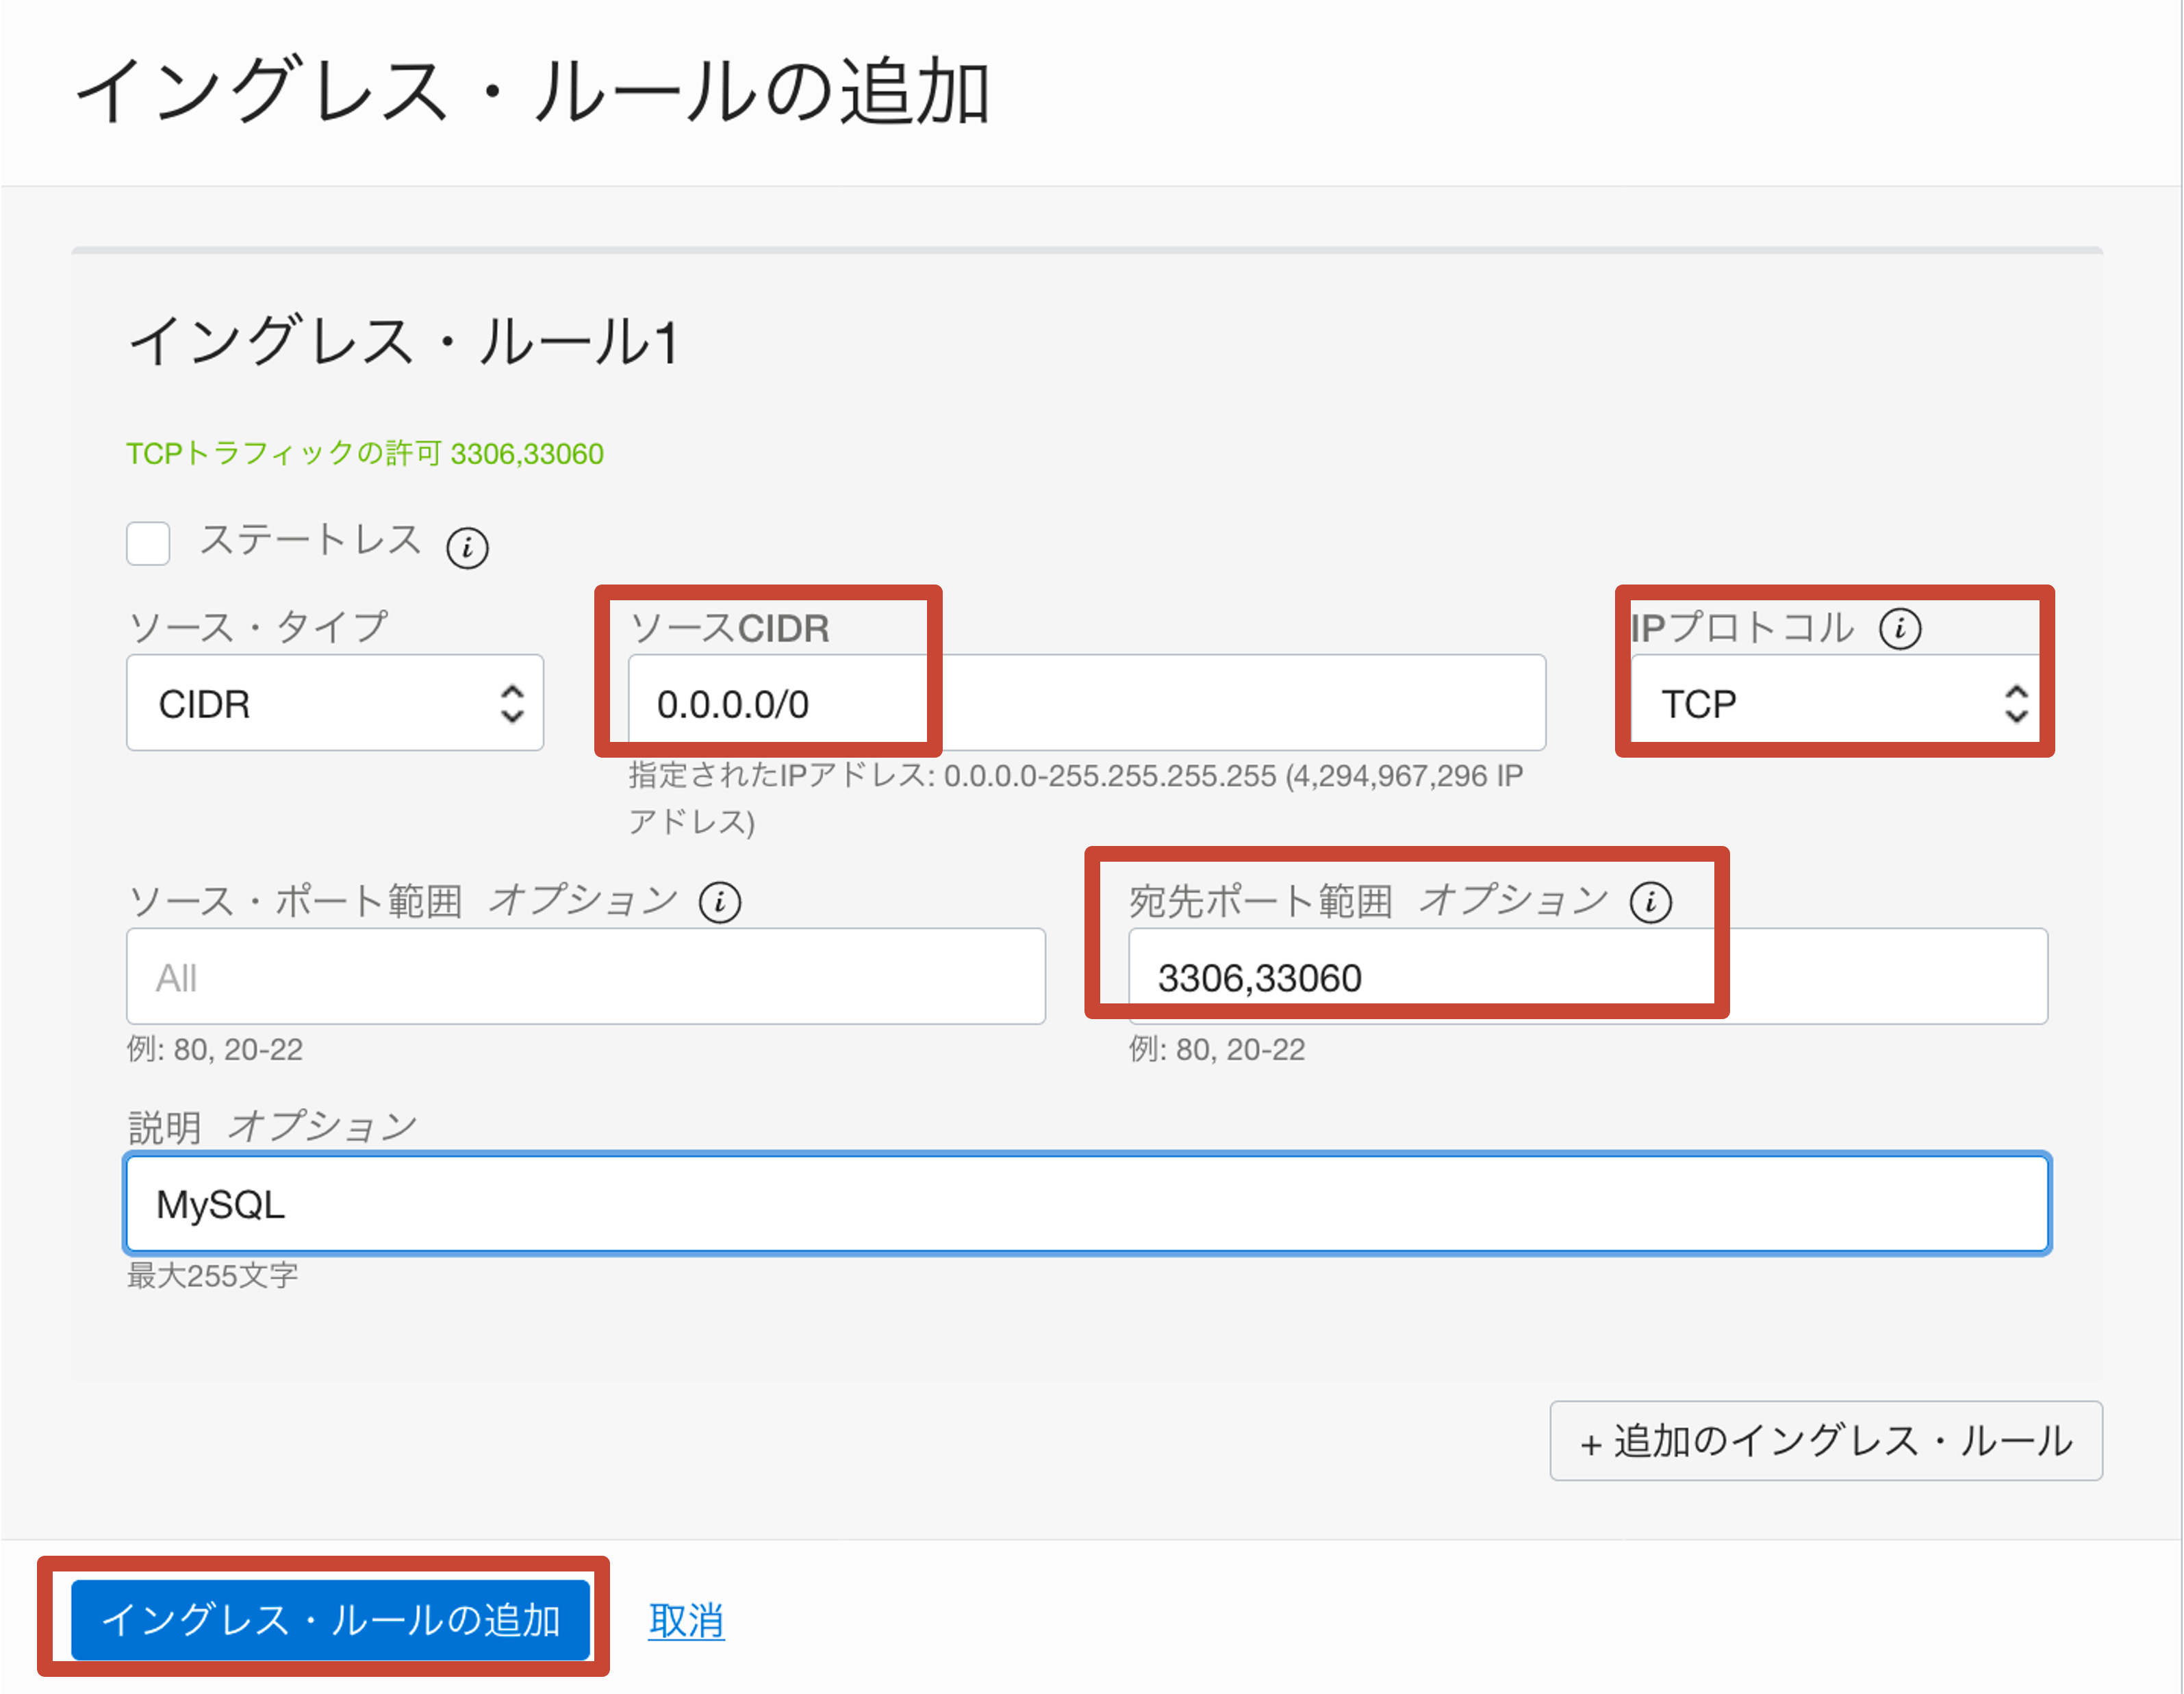 イングレス・ルールの追加
イングレス・ルール1
TCPトラフィックの許可 3306,33060
ステートレス i
ソース・タイプ
CIDR
ソースCIDR
0.0.0.0/0
指定されたIPアドレス: 0.0.0.0-255.255.255.255 (4,294,967,296 IP
アドレス)
IPプロトコル i
TCP
ソース・ポート範囲 オプション i
All
例: 80, 20-22
宛先ポート範囲 オプション i
3306,33060
例: 80, 20-22
説明 オプション
MySQL
最大255文字
+ 追加のイングレス・ルール
イングレス・ルールの追加
取消